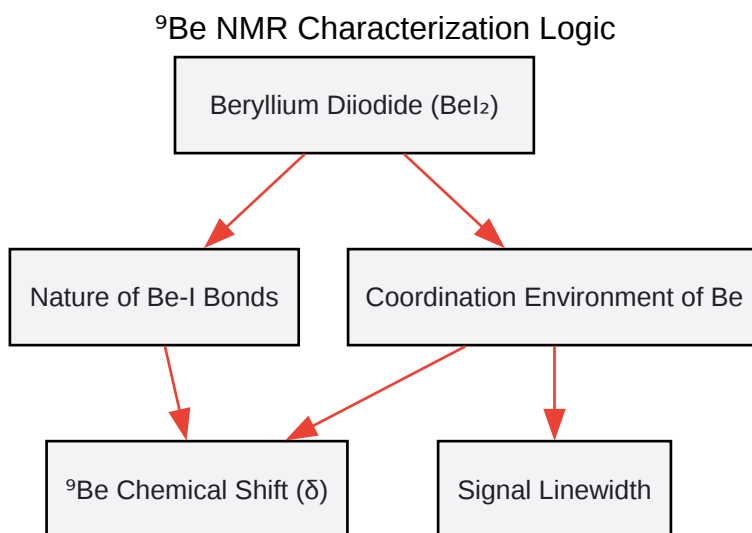 ⁹Be NMR Characterization Logic
Beryllium Diiodide (BeI₂)
Nature of Be-I Bonds
Coordination Environment of Be
⁹Be Chemical Shift (δ)
Signal Linewidth